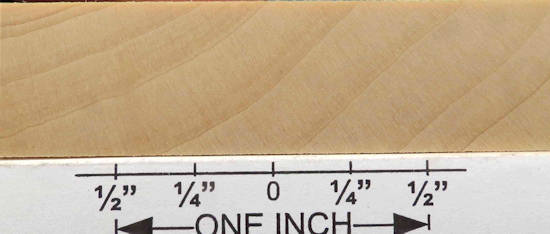 ½” ¼” 0 ¼” ½”
ONE INCH